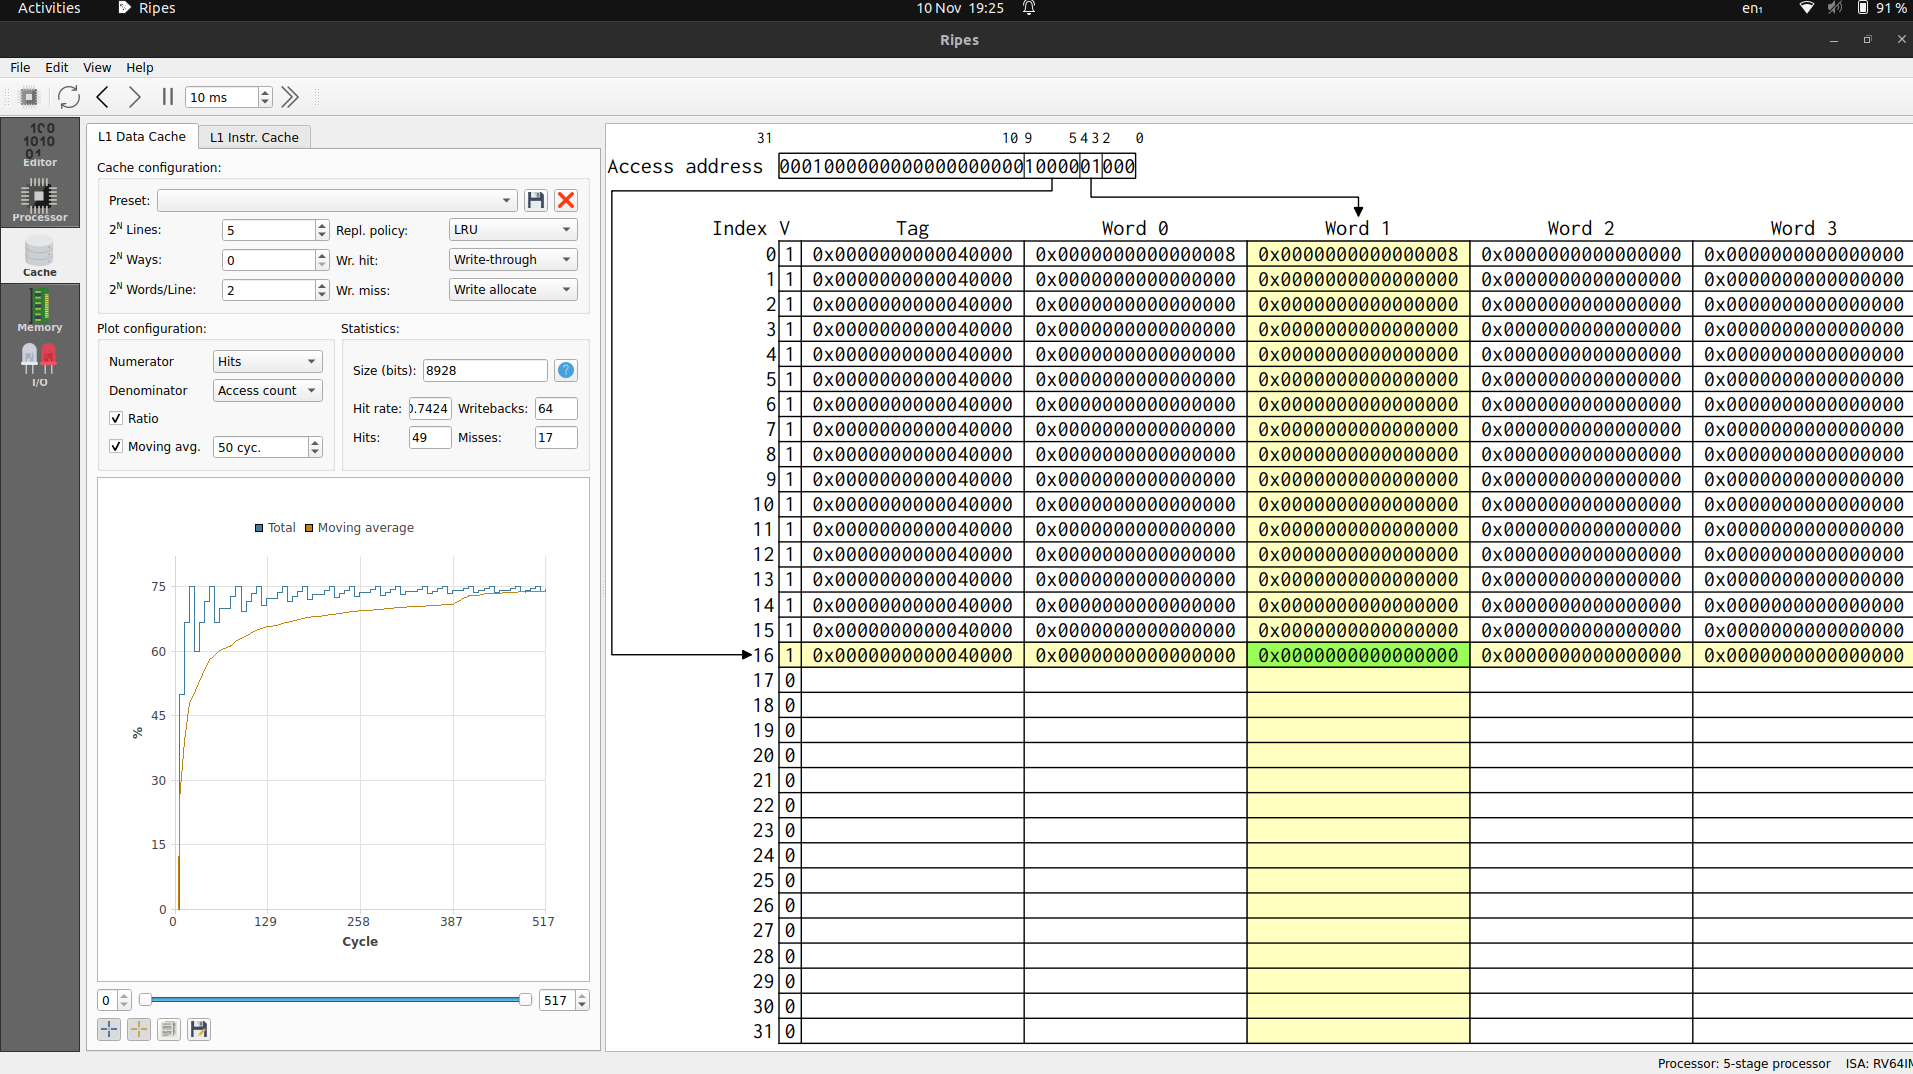 Activities Ripes 10 Nov 19:25 en₁ 91 %
Ripes
File Edit View Help
10 ms
Editor
Processor
Cache
Memory
I/O
L1 Data Cache L1 Instr. Cache
Cache configuration:
Preset:
2ᴺ Lines: 5 Repl. policy: LRU
2ᴺ Ways: 0 Wr. hit: Write-through
2ᴺ Words/Line: 2 Wr. miss: Write allocate
Plot configuration: Statistics:
Numerator Hits
Denominator Access count
Ratio
Moving avg. 50 cyc.
Size (bits): 8928 ?
Hit rate: 0.7424 Writebacks: 64
Hits: 49 Misses: 17
Total Moving average
75
60
45
30
15
0
%
0 129 258 387 517
Cycle
0 517
31 10 9 5 4 3 2 0
Access address 00010000000000000000001000001000
Index V Tag Word 0 Word 1 Word 2 Word 3
0 1 0x0000000000040000 0x0000000000000008 0x0000000000000008 0x0000000000000000 0x0000000000000000
1 1 0x0000000000040000 0x0000000000000000 0x0000000000000000 0x0000000000000000 0x0000000000000000
2 1 0x0000000000040000 0x0000000000000000 0x0000000000000000 0x0000000000000000 0x0000000000000000
3 1 0x0000000000040000 0x0000000000000000 0x0000000000000000 0x0000000000000000 0x0000000000000000
4 1 0x0000000000040000 0x0000000000000000 0x0000000000000000 0x0000000000000000 0x0000000000000000
5 1 0x0000000000040000 0x0000000000000000 0x0000000000000000 0x0000000000000000 0x0000000000000000
6 1 0x0000000000040000 0x0000000000000000 0x0000000000000000 0x0000000000000000 0x0000000000000000
7 1 0x0000000000040000 0x0000000000000000 0x0000000000000000 0x0000000000000000 0x0000000000000000
8 1 0x0000000000040000 0x0000000000000000 0x0000000000000000 0x0000000000000000 0x0000000000000000
9 1 0x0000000000040000 0x0000000000000000 0x0000000000000000 0x0000000000000000 0x0000000000000000
10 1 0x0000000000040000 0x0000000000000000 0x0000000000000000 0x0000000000000000 0x0000000000000000
11 1 0x0000000000040000 0x0000000000000000 0x0000000000000000 0x0000000000000000 0x0000000000000000
12 1 0x0000000000040000 0x0000000000000000 0x0000000000000000 0x0000000000000000 0x0000000000000000
13 1 0x0000000000040000 0x0000000000000000 0x0000000000000000 0x0000000000000000 0x0000000000000000
14 1 0x0000000000040000 0x0000000000000000 0x0000000000000000 0x0000000000000000 0x0000000000000000
15 1 0x0000000000040000 0x0000000000000000 0x0000000000000000 0x0000000000000000 0x0000000000000000
16 1 0x0000000000040000 0x0000000000000000 0x0000000000000000 0x0000000000000000 0x0000000000000000
17 0
18 0
19 0
20 0
21 0
22 0
23 0
24 0
25 0
26 0
27 0
28 0
29 0
30 0
31 0
Processor: 5-stage processor ISA: RV64IM